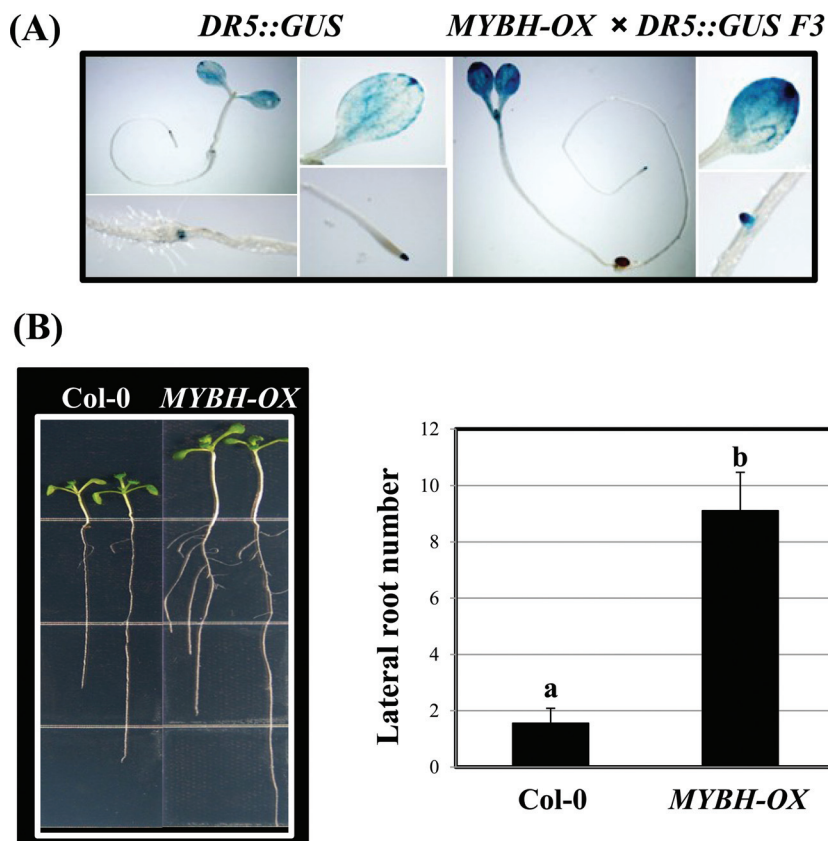 (A)
DR5::GUS
MYBH-OX × DR5::GUS F3
(B)
Col-0 MYBH-OX
Lateral root number
12
10
8
6
4
2
0
a
b
Col-0
MYBH-OX